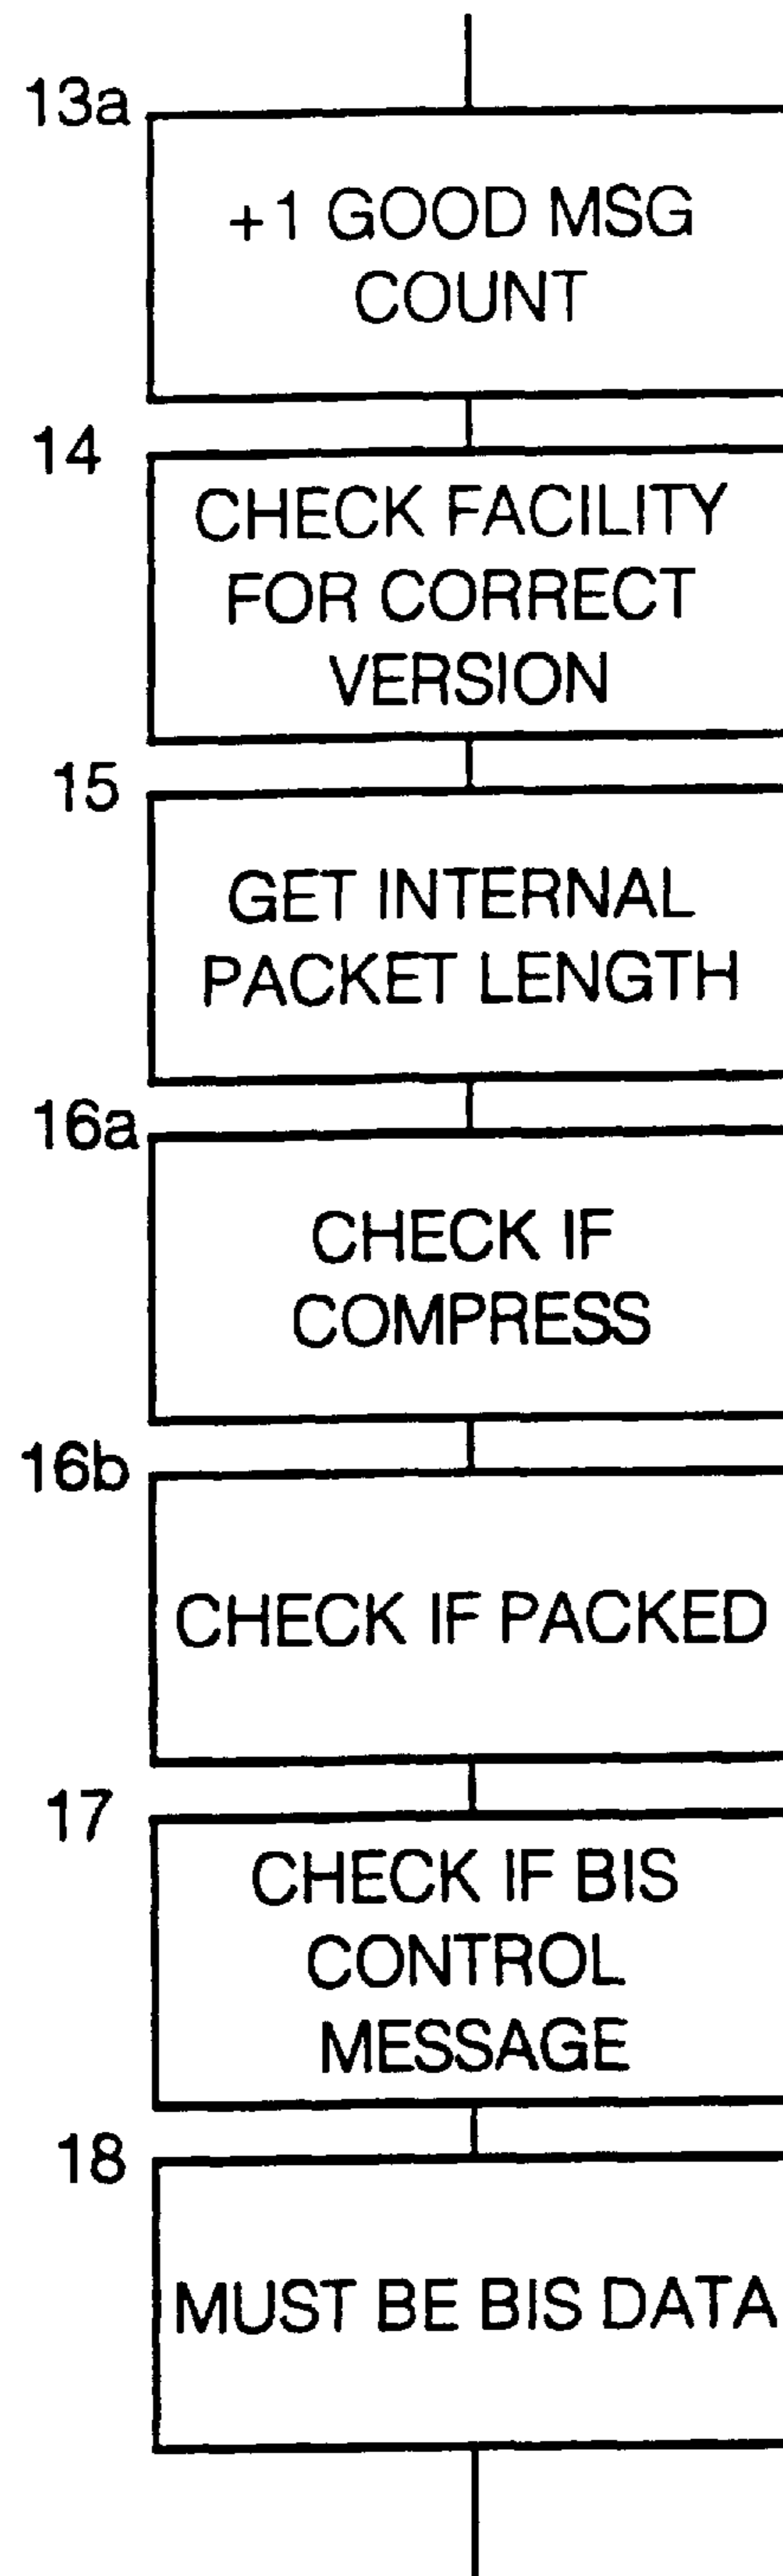 13a
+1 GOOD MSG
COUNT
14
CHECK FACILITY
FOR CORRECT
VERSION
15
GET INTERNAL
PACKET LENGTH
16a
CHECK IF
COMPRESS
16b
CHECK IF PACKED
17
CHECK IF BIS
CONTROL
MESSAGE
18
MUST BE BIS DATA